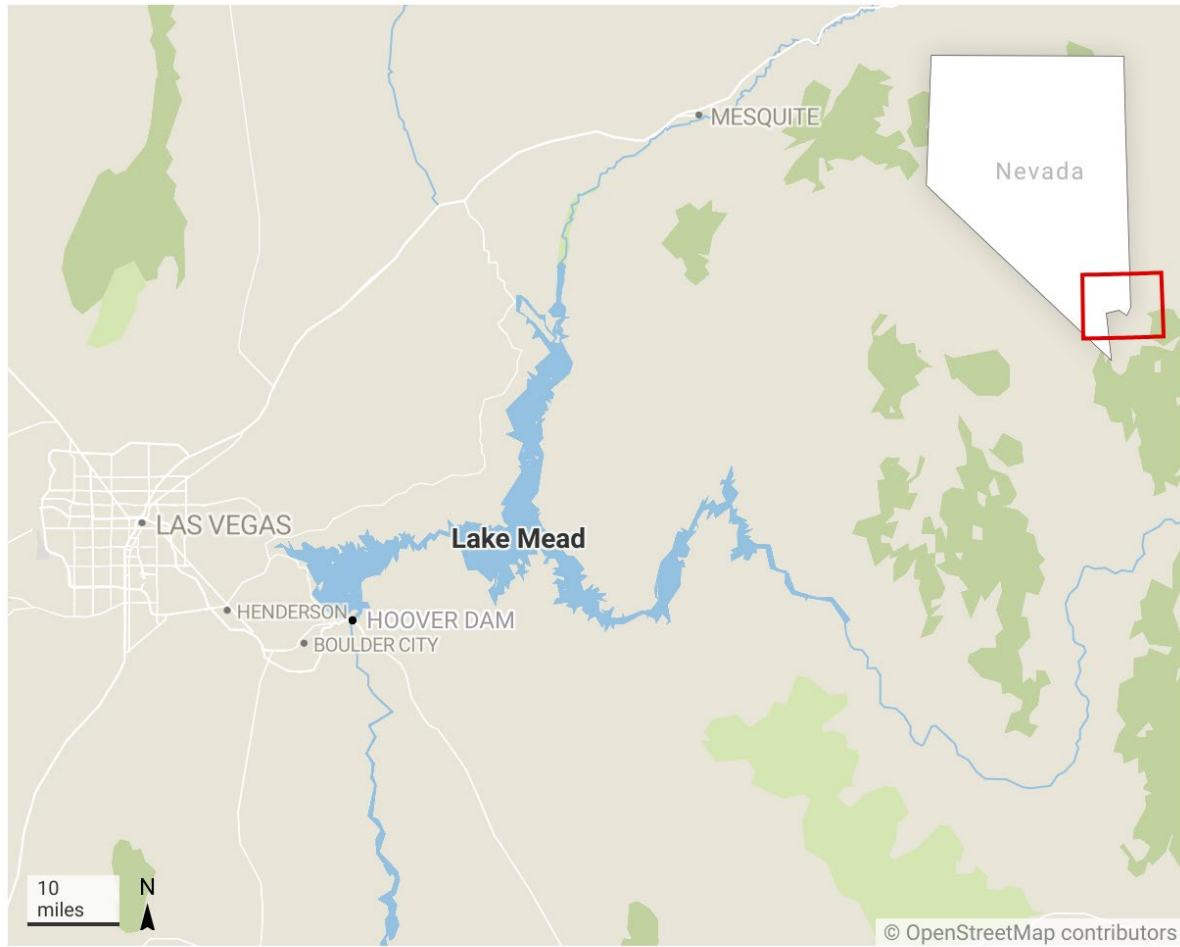 MESQUITE
Nevada
LAS VEGAS
Lake Mead
HENDERSON
HOOVER DAM
BOULDER CITY
10
miles
N
© OpenStreetMap contributors